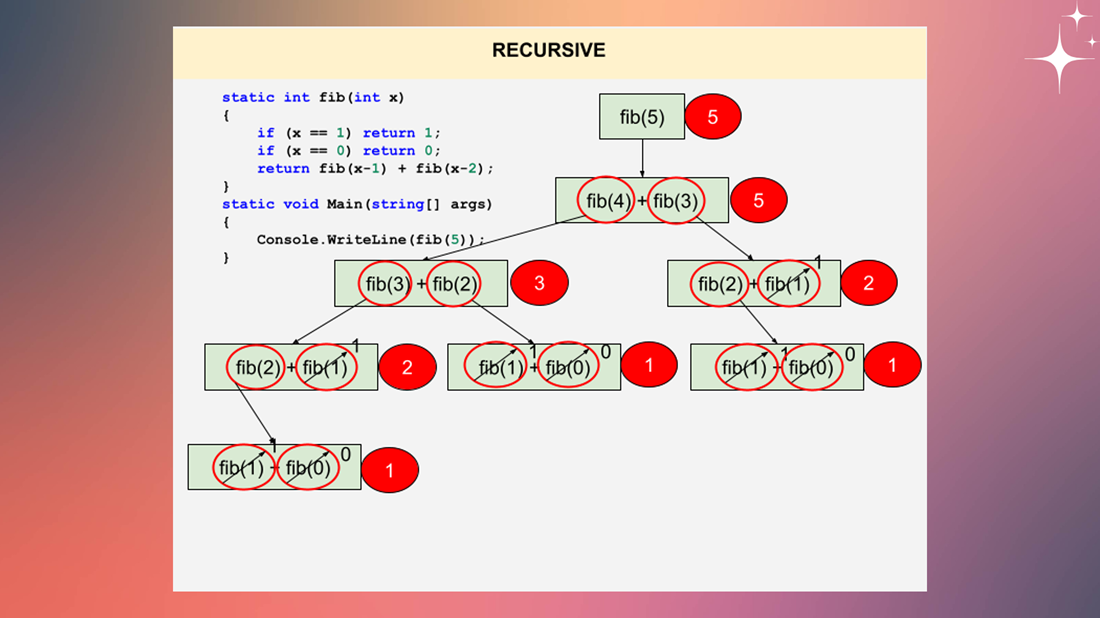 RECURSIVE
static int fib(int x)
{
if (x == 1) return 1;
if (x == 0) return 0;
return fib(x-1) + fib(x-2);
}
static void Main(string[] args)
{
Console.WriteLine(fib(5));
}
fib(5) 5
fib(4) + fib(3) 5
fib(3) + fib(2) 3
fib(2) + fib(1) 1 2
fib(2) + fib(1) 1 2
fib(1) 1 + fib(0) 0 1
fib(1) 1 + fib(0) 0 1
fib(1) 1 + fib(0) 0 1